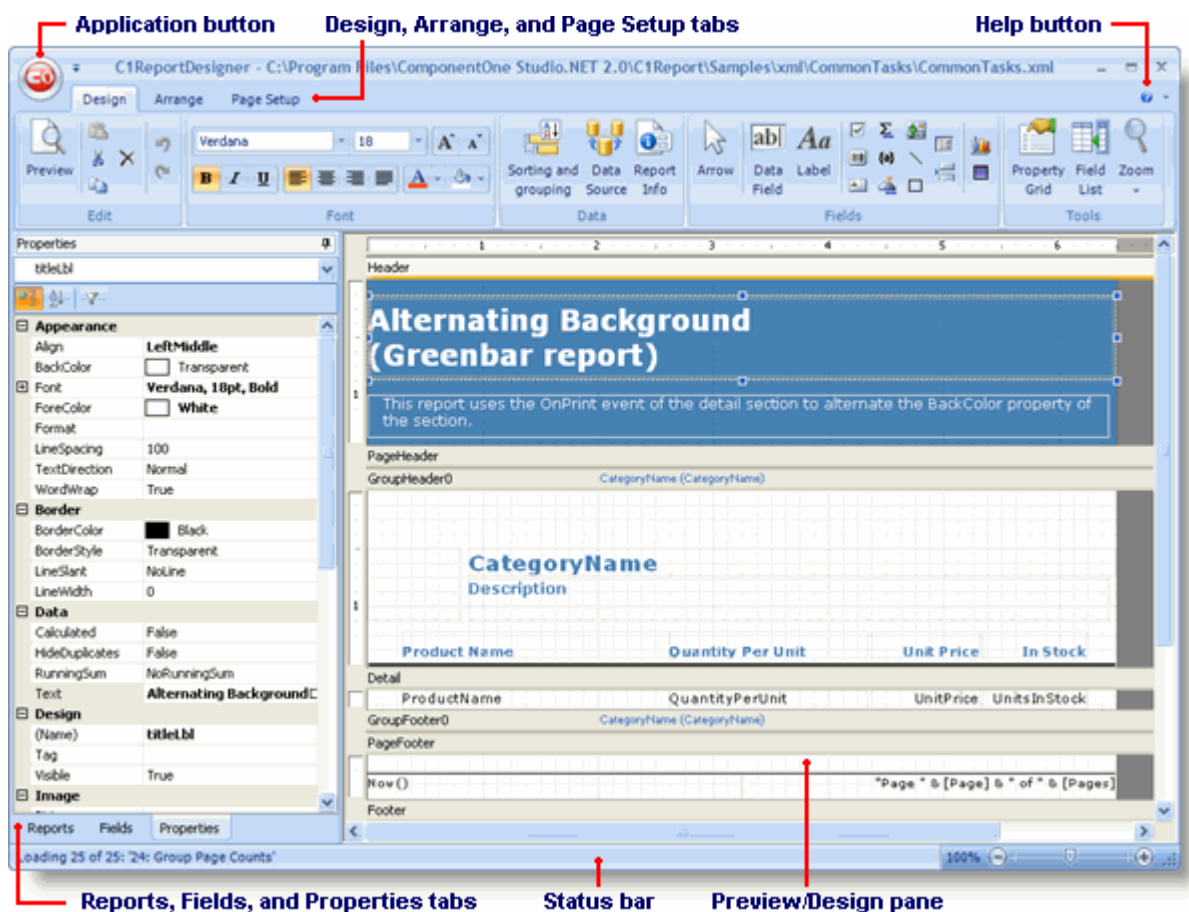 Application button Design, Arrange, and Page Setup tabs Help button
C1ReportDesigner - C:\Program Files\ComponentOne Studio.NET 2.0\C1Report\Samples\xml\CommonTasks\CommonTasks.xml
Design Arrange Page Setup
Verdana 18
Preview
Sorting and grouping
Data Source
Report Info
Arrow
Data Field
Label
Property Grid
Field List
Zoom
Edit Font Data Fields Tools
Properties
titleLbl
Appearance
Align LeftMiddle
BackColor Transparent
Font Verdana, 18pt, Bold
ForeColor White
Format
LineSpacing 100
TextDirection Normal
WordWrap True
Border
BorderColor Black
BorderStyle Transparent
LineSlant NoLine
LineWidth 0
Data
Calculated False
HideDuplicates False
RunningSum NoRunningSum
Text Alternating Background
Design
(Name) titleLbl
Tag
Visible True
Image
Reports Fields Properties
1 2 3 4 5 6
Header
Alternating Background
(Greenbar report)
1
This report uses the OnPrint event of the detail section to alternate the BackColor property of
the section.
PageHeader
GroupHeader0 CategoryName (CategoryName)
CategoryName
Description
1
Product Name Quantity Per Unit Unit Price In Stock
Detail
ProductName QuantityPerUnit UnitPrice UnitsInStock
GroupFooter0 CategoryName (CategoryName)
PageFooter
Now() "Page " & [Page] & " of " & [Pages]
Footer
Loading 25 of 25: '24: Group Page Counts' 100%
Reports, Fields, and Properties tabs Status bar Preview/Design pane